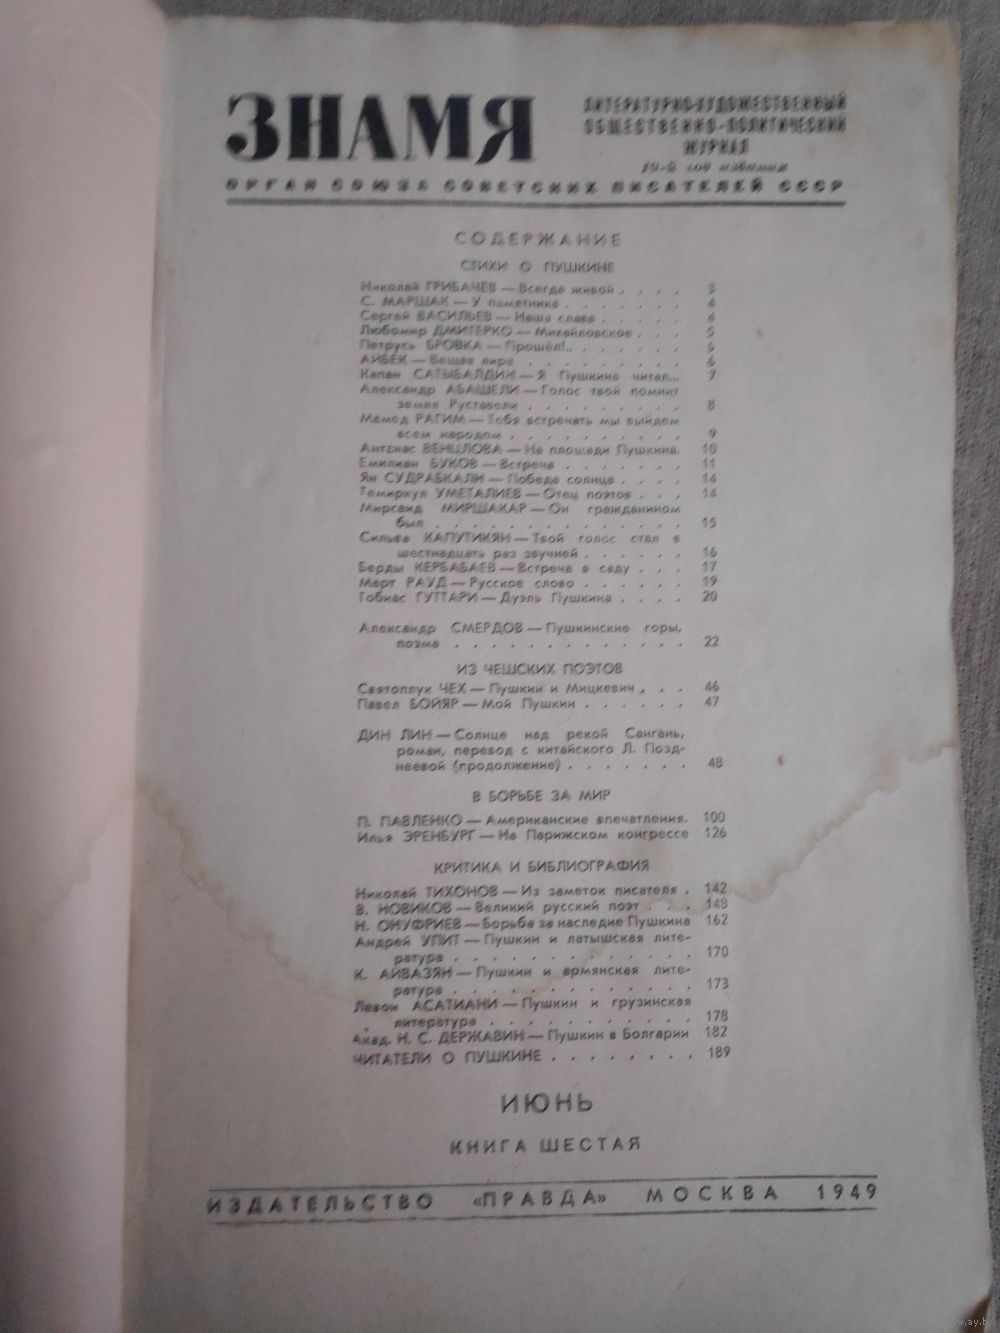 ЗНАМЯ
ЛИТЕРАТУРНО-ХУДОЖЕСТВЕННЫЙ
ОБЩЕСТВЕННО-ПОЛИТИЧЕСКИЙ
ЖУРНАЛ
19-й год издания
ОРГАН СОЮЗА СОВЕТСКИХ ПИСАТЕЛЕЙ СССР
СОДЕРЖАНИЕ
СТИХИ О ПУШКИНЕ
Николай ГРИБАЧЁВ — Всегда живой . . . . 3
С. МАРШАК — У памятника . . . . . . . 4
Сергей ВАСИЛЬЕВ — Наша слава . . . . . 4
Любомир ДМИТЕРКО — Михайловское . . . 5
Петрусь БРОВКА — Прошёл!.. . . . . . . 6
АЙБЕК — Вещая лира . . . . . . . . . 6
Капан САТЫБАЛДИН — Я Пушкина читал... 7
Александр АБАШЕЛИ — Голос твой помнит
земля Руставели . . . . . . . . . 8
Мамед РАГИМ — Тебя встречать мы выйдем
всем народом . . . . . . . . . . 9
Антанас ВЕНЦЛОВА — На площади Пушкина. 10
Емилиан БУКОВ — Встреча . . . . . . . 11
Ян СУДРАБКАЛН — Победа солнца . . . . 14
Темиркул УМЕТАЛИЕВ — Отец поэтов . . . 14
Мирсаид МИРШАКАР — Он гражданином
был . . . . . . . . . . . . . . 15
Сильва КАПУТИКЯН — Твой голос стал в
шестнадцать раз звучней . . . . . . 16
Берды КЕРБАБАЕВ — Встреча в саду . . . 17
Март РАУД — Русское слово . . . . . . 19
Тобиас ГУТТАРИ — Дуэль Пушкина . . . . 20
Александр СМЕРДОВ — Пушкинские горы,
поэма . . . . . . . . . . . . . 22
ИЗ ЧЕШСКИХ ПОЭТОВ
Святоплук ЧЕХ — Пушкин и Мицкевич . . . 46
Павел БОЙЯР — Мой Пушкин . . . . . . 47
ДИН ЛИН — Солнце над рекой Сангань,
роман, перевод с китайского Л. Позд-
неевой (продолжение) . . . . . . . 48
В БОРЬБЕ ЗА МИР
П. ПАВЛЕНКО — Американские впечатления. 100
Илья ЭРЕНБУРГ — На Парижском конгрессе 126
КРИТИКА И БИБЛИОГРАФИЯ
Николай ТИХОНОВ — Из заметок писателя . 142
В. НОВИКОВ — Великий русский поэт . . . 148
Н. ОНУФРИЕВ — Борьба за наследие Пушкина 162
Андрей УПИТ — Пушкин и латышская лите-
ратура . . . . . . . . . . . . . 170
К. АЙВАЗЯН — Пушкин и армянская лите-
ратура . . . . . . . . . . . . . 173
Левон АСАТИАНИ — Пушкин и грузинская
литература . . . . . . . . . . . 178
Акад. Н. С. ДЕРЖАВИН — Пушкин в Болгарии 182
ЧИТАТЕЛИ О ПУШКИНЕ . . . . . . . . 189
ИЮНЬ
КНИГА ШЕСТАЯ
ИЗДАТЕЛЬСТВО «ПРАВДА» МОСКВА 1949